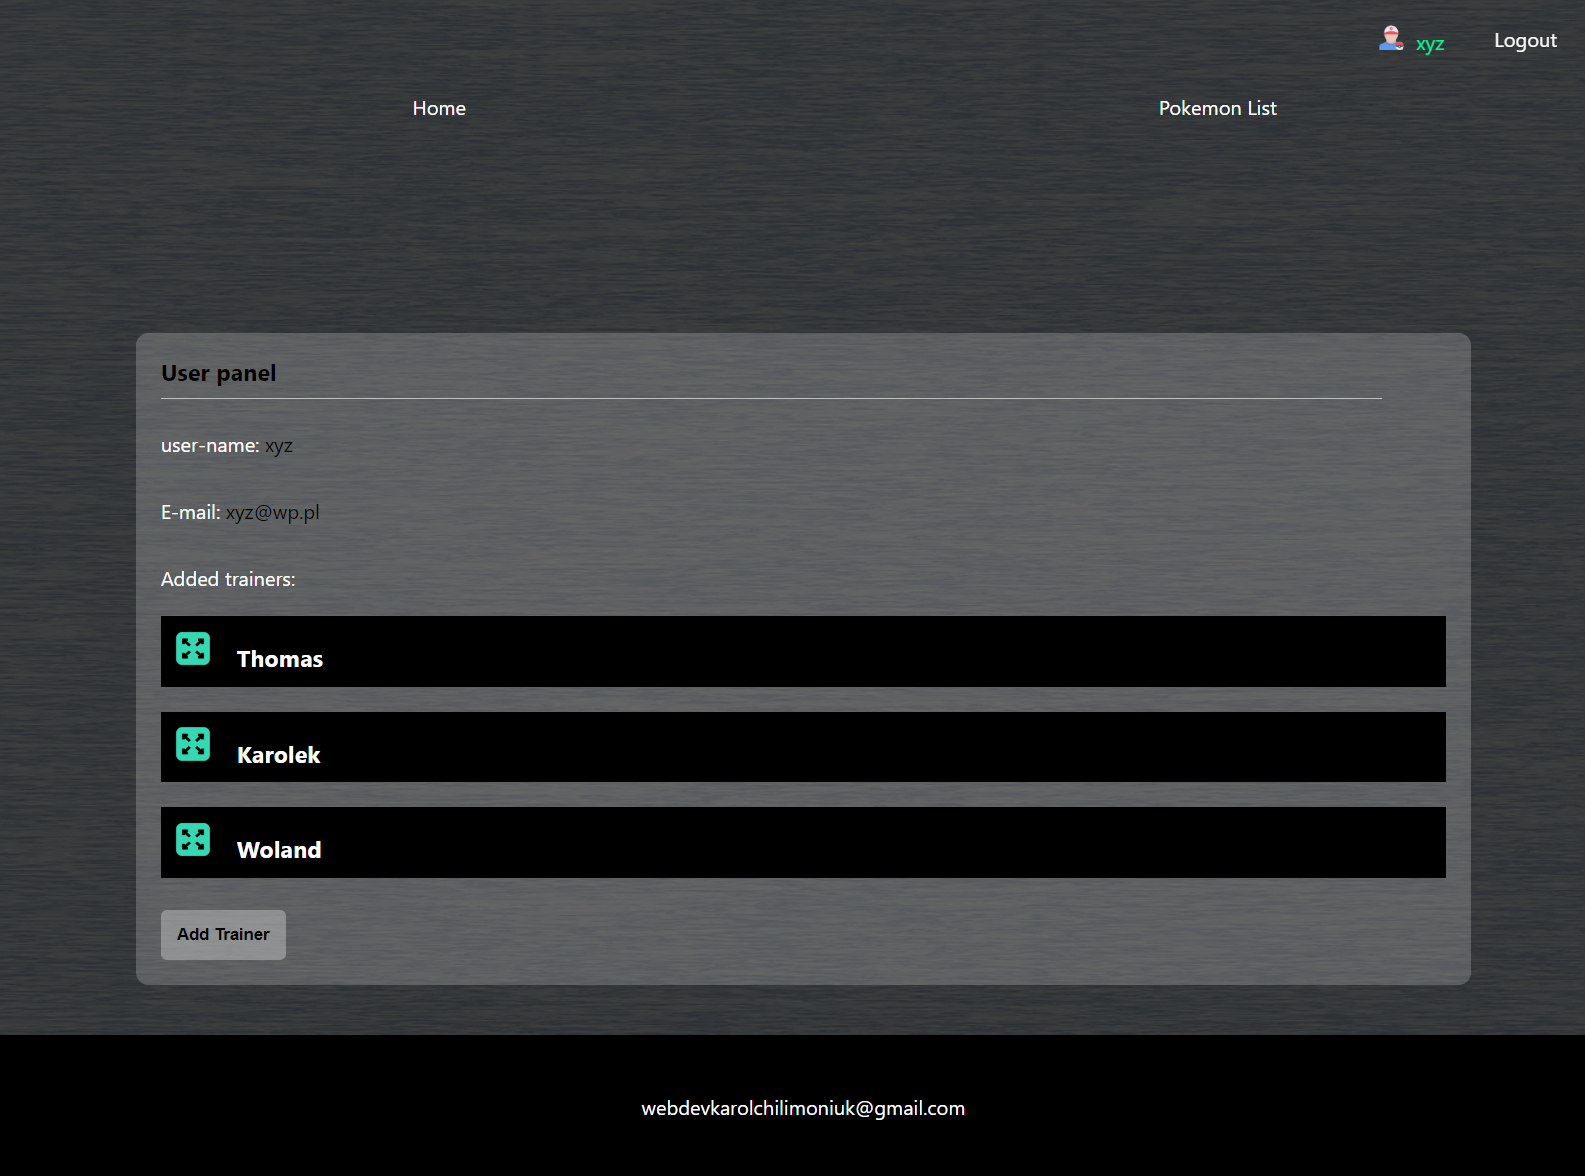 xyz
Logout
Home
Pokemon List
User panel
user-name: xyz
E-mail: xyz@wp.pl
Added trainers:
Thomas
Karolek
Woland
Add Trainer
webdevkarolchilimoniuk@gmail.com